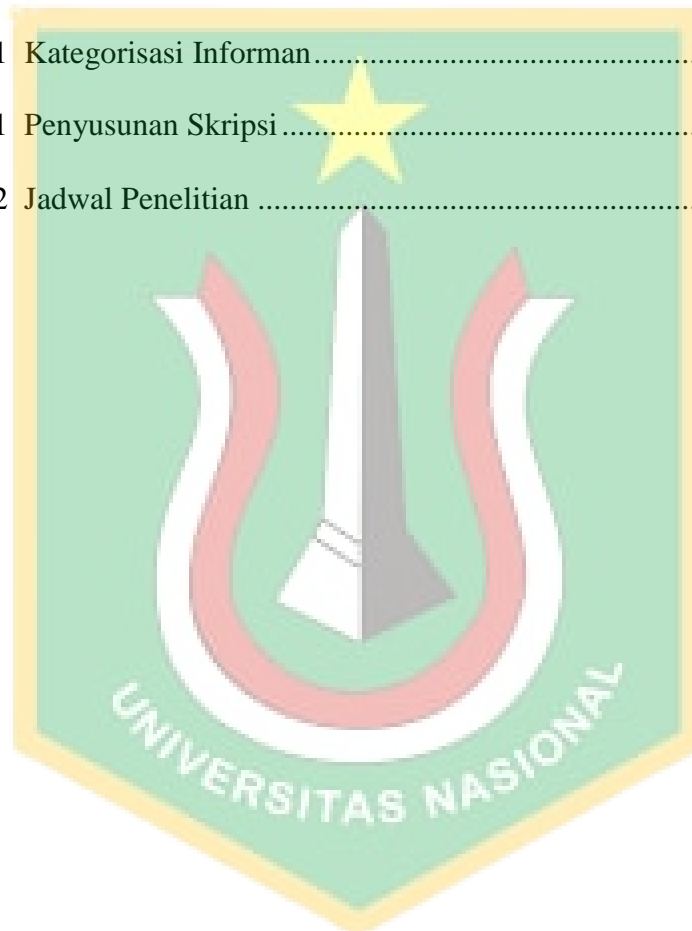 1 Kategorisasi Informan................................................
1 Penyusunan Skripsi....................................................
2 Jadwal Penelitian .......................................................
UNIVERSITAS NASIONAL